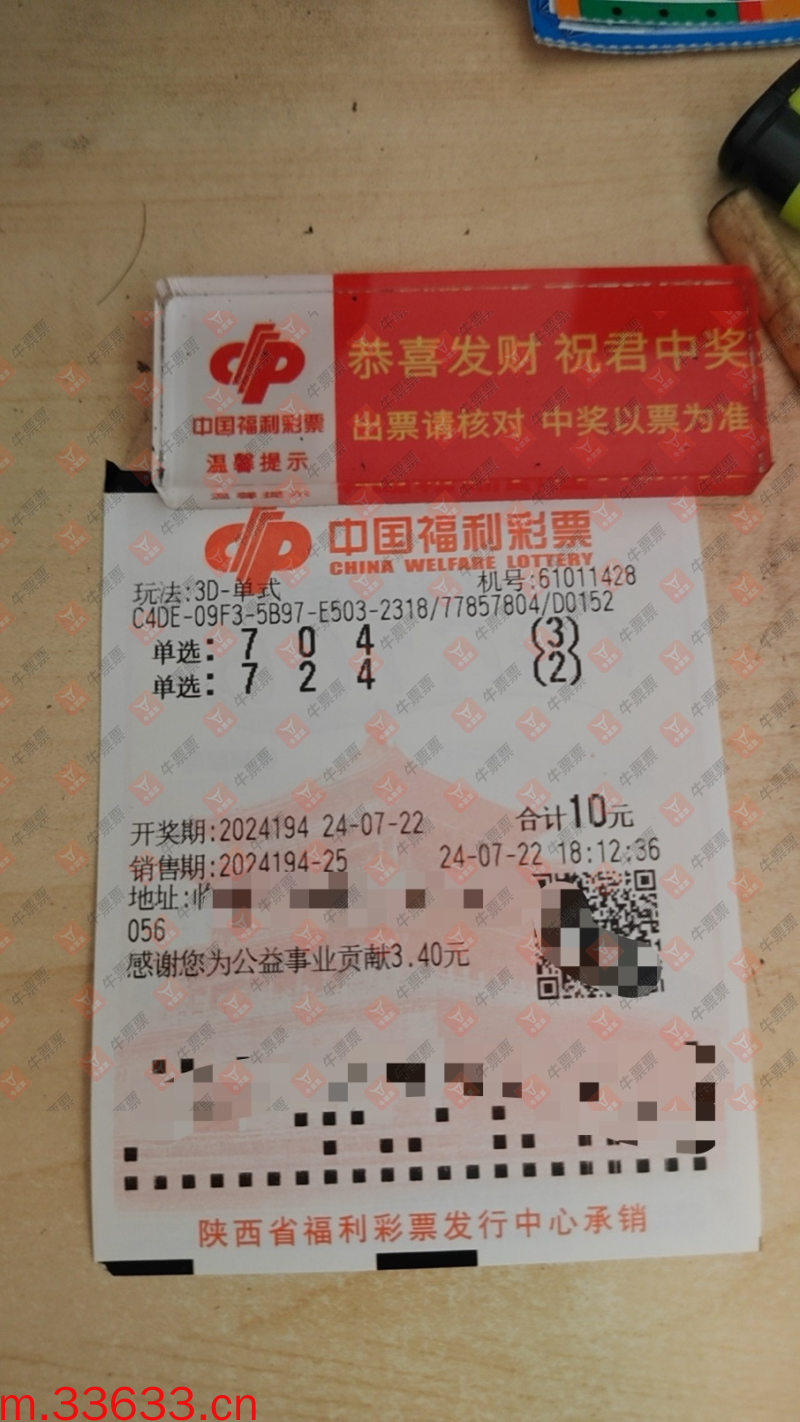 恭喜发财 祝君中奖
中国福利彩票
出票请核对 中奖以票为准
温馨提示
中国福利彩票
CHINA WELFARE LOTTERY
玩法:3D-单式
机号:61011428
C4DE-09F3-5B97-E503-2318/77857804/D0152
单选: 7 0 4 (3)
单选: 7 2 4 (2)
开奖期:2024194 24-07-22 合计10元
销售期:2024194-25 24-07-22 18:12:36
地址:
056
感谢您为公益事业贡献3.40元
陕西省福利彩票发行中心承销
牛票票
m.33633.cn